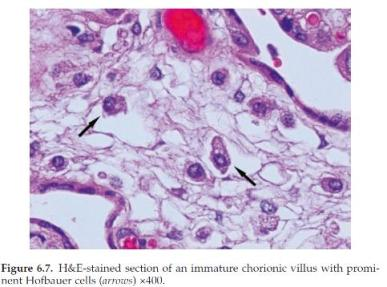 Figure 6.7. H&E-stained section of an immature chorionic villus with promi-
nent Hofbauer cells (arrows) ×400.